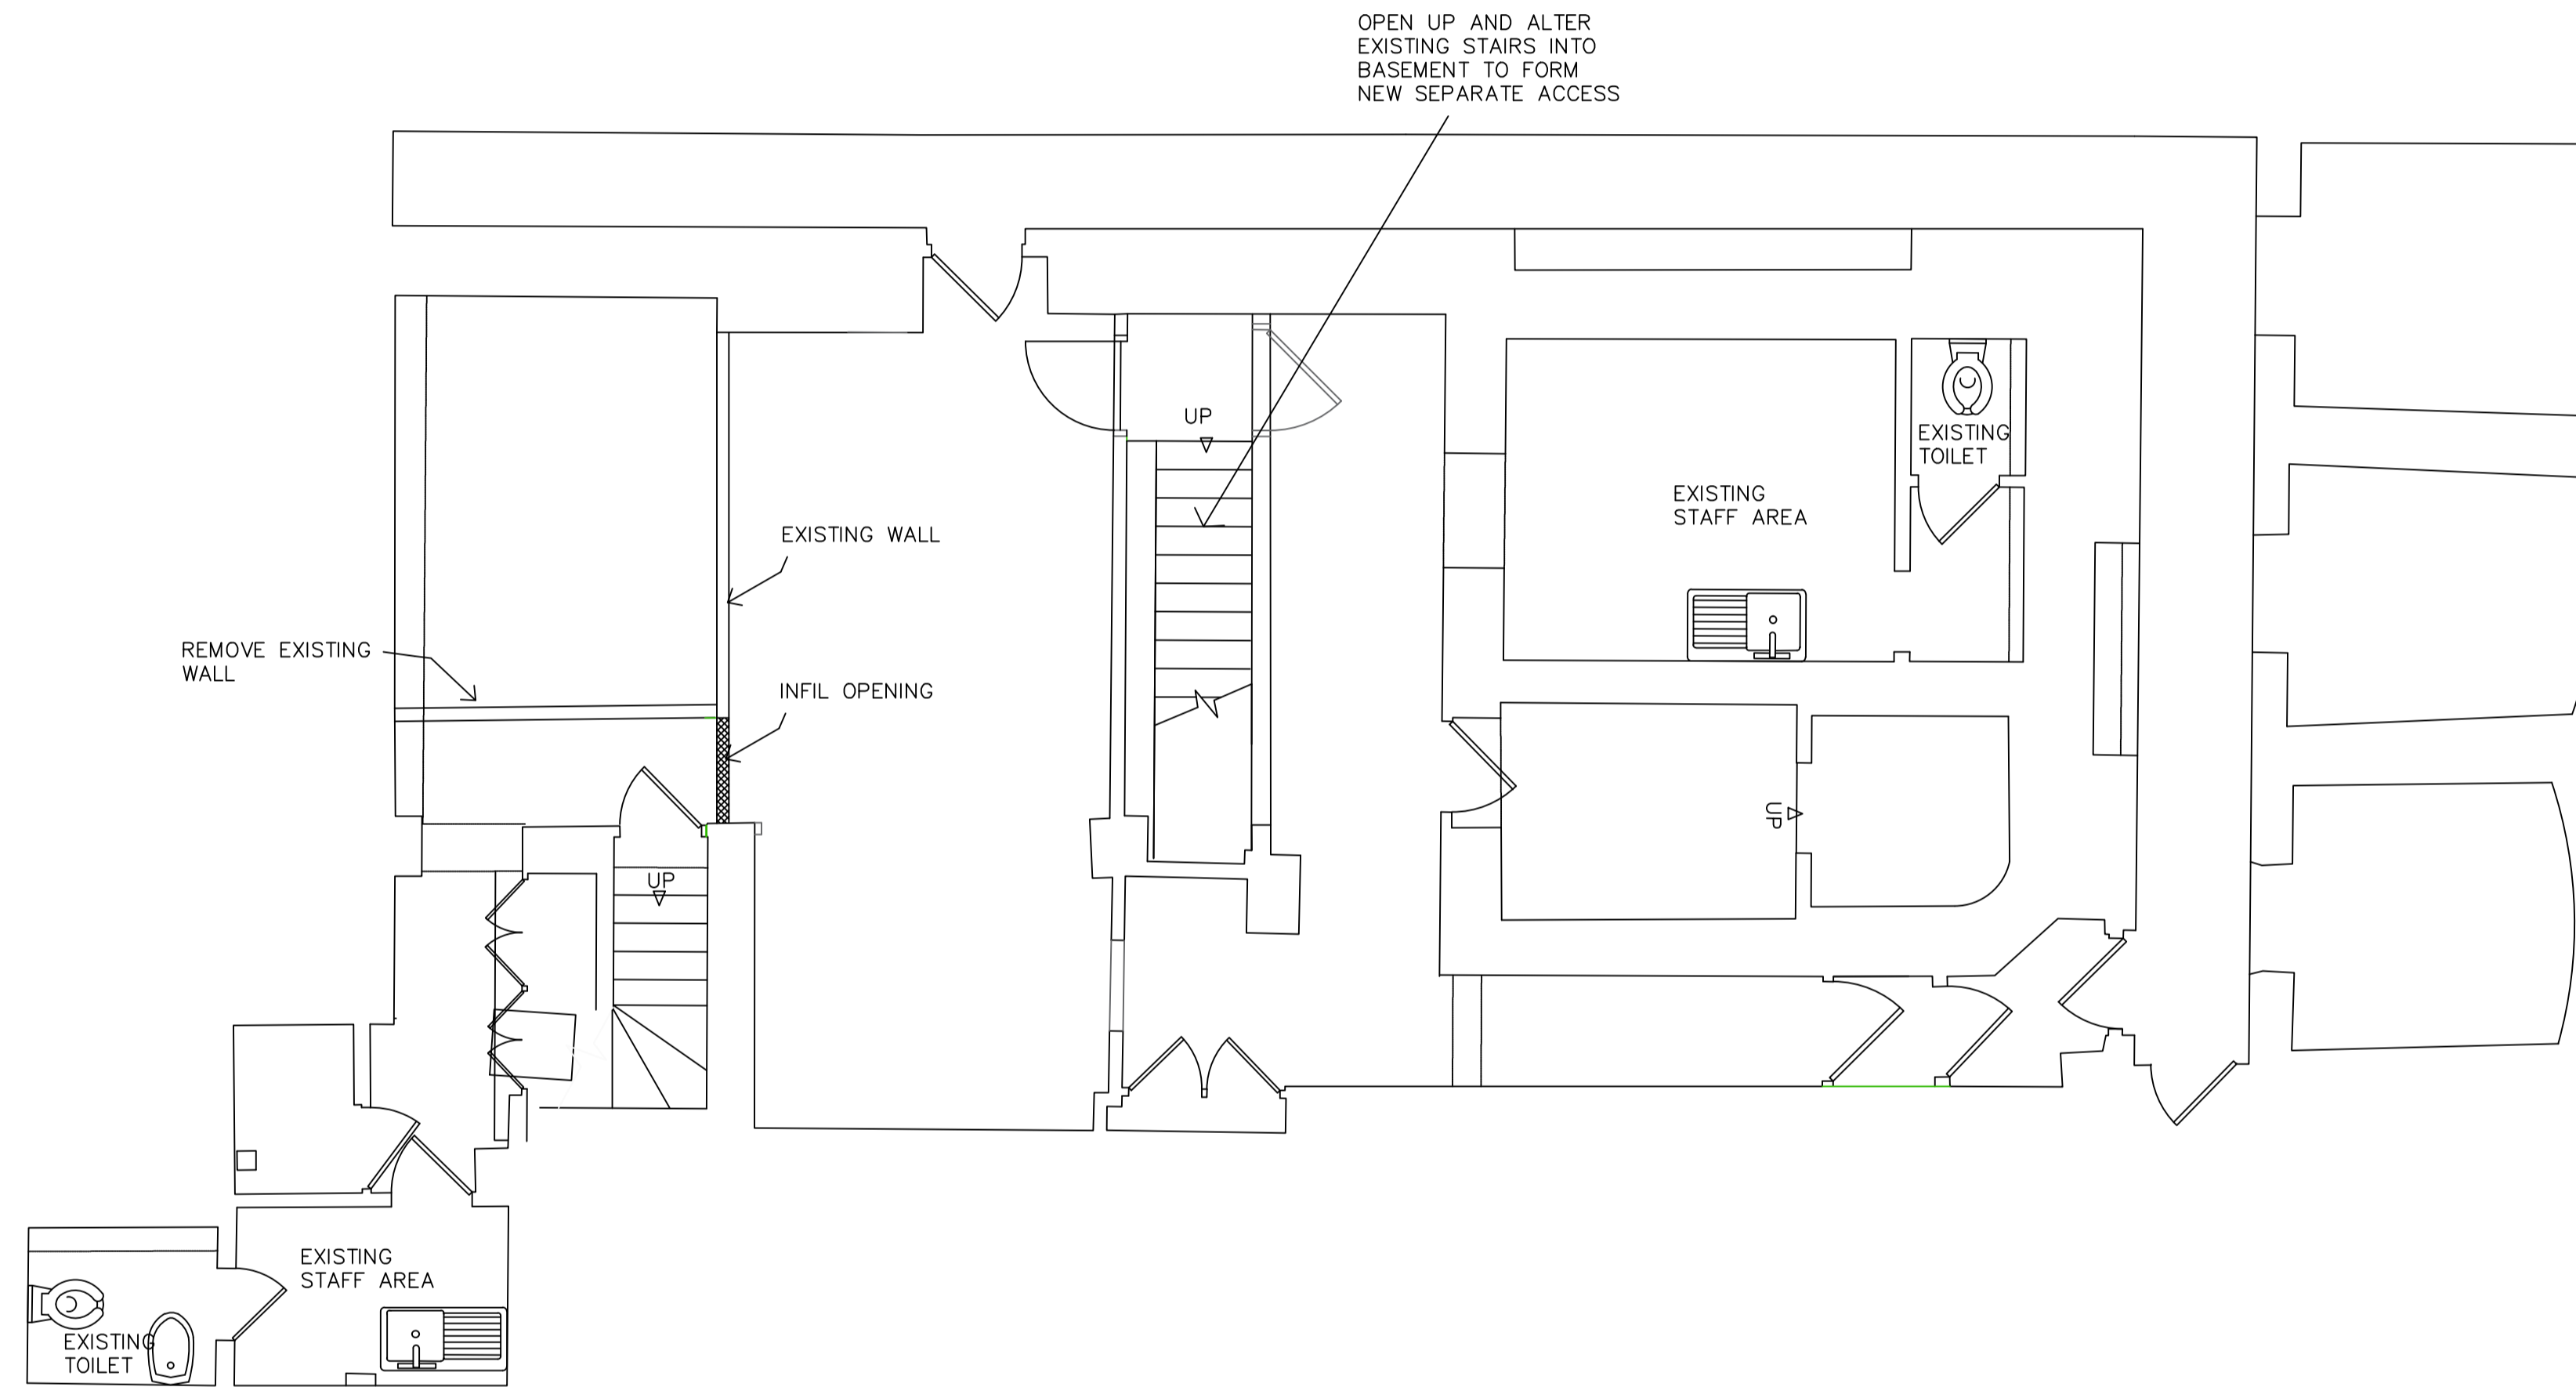 OPEN UP AND ALTER
EXISTING STAIRS INTO
BASEMENT TO FORM
NEW SEPARATE ACCESS
UP
EXISTING
TOILET
EXISTING
STAFF AREA
EXISTING WALL
REMOVE EXISTING
WALL
INFIL OPENING
UP
UP
EXISTING
STAFF AREA
EXISTING
TOILET